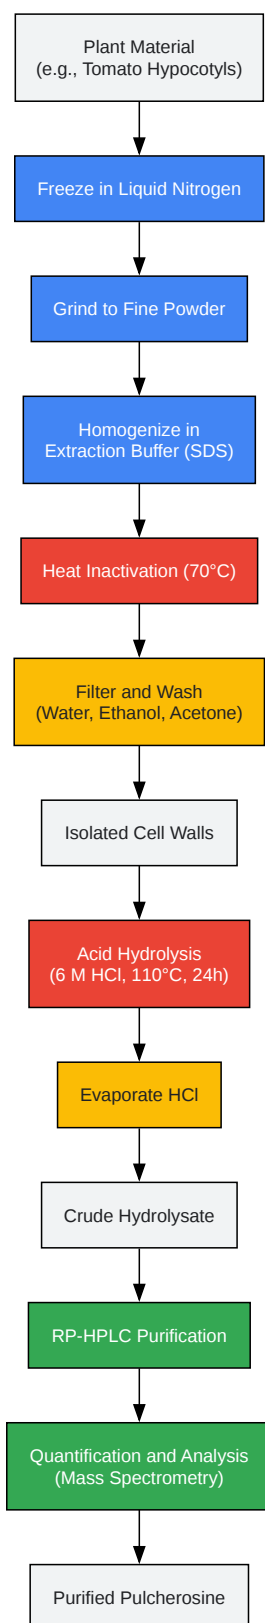 Plant Material
(e.g., Tomato Hypocotyls)
Freeze in Liquid Nitrogen
Grind to Fine Powder
Homogenize in
Extraction Buffer (SDS)
Heat Inactivation (70°C)
Filter and Wash
(Water, Ethanol, Acetone)
Isolated Cell Walls
Acid Hydrolysis
(6 M HCl, 110°C, 24h)
Evaporate HCl
Crude Hydrolysate
RP-HPLC Purification
Quantification and Analysis
(Mass Spectrometry)
Purified Pulcherosine